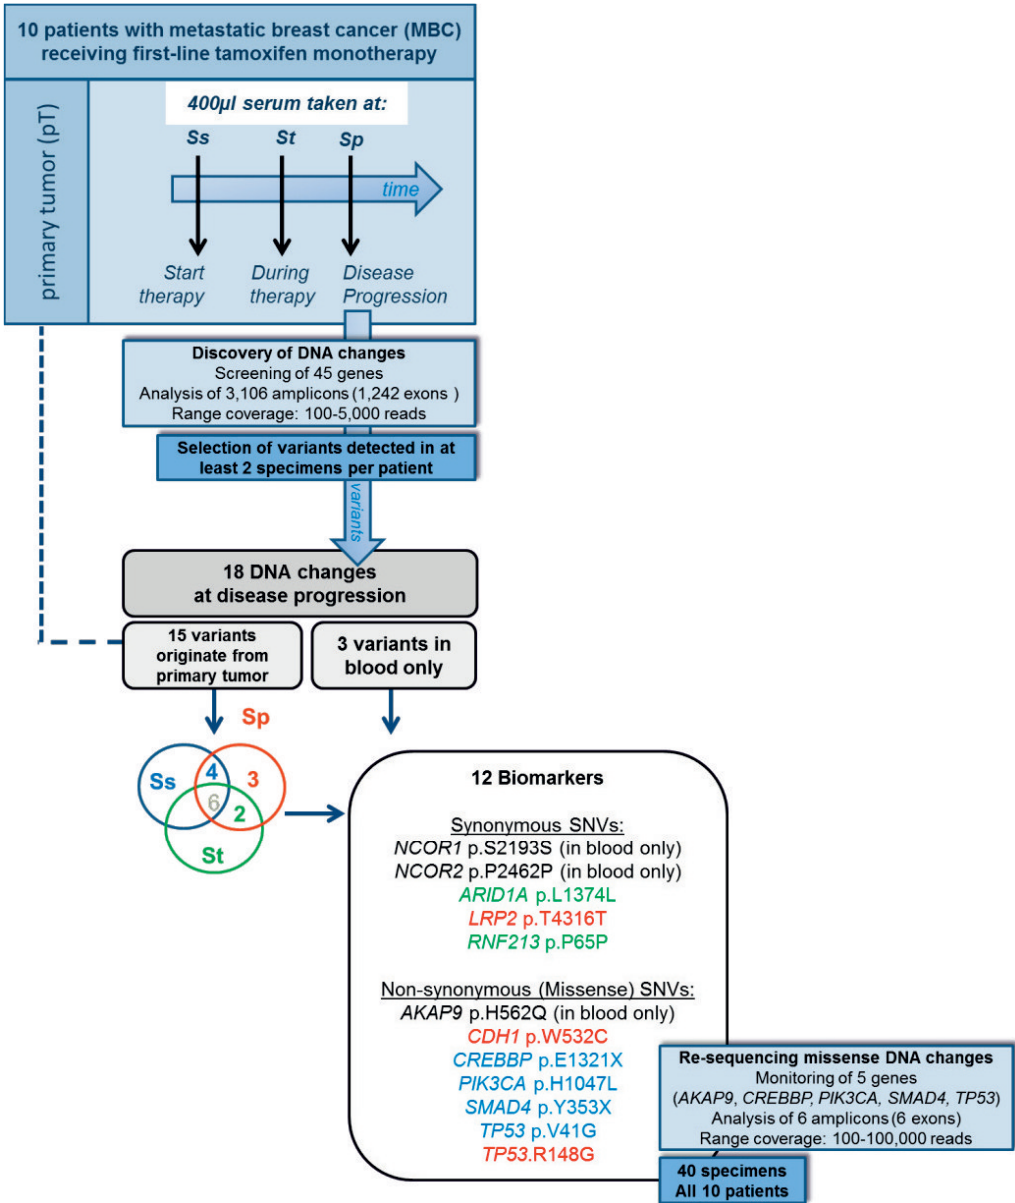 10 patients with metastatic breast cancer (MBC)
receiving first-line tamoxifen monotherapy
primary tumor (pT)
400µl serum taken at:
Ss St Sp
time
Start During Disease
therapy therapy Progression
Discovery of DNA changes
Screening of 45 genes
Analysis of 3,106 amplicons (1,242 exons )
Range coverage: 100-5,000 reads
Selection of variants detected in at
least 2 specimens per patient
variants
18 DNA changes
at disease progression
15 variants
originate from
primary tumor
3 variants in
blood only
Sp
Ss 4 3
6 2
St
12 Biomarkers
Synonymous SNVs:
NCOR1 p.S2193S (in blood only)
NCOR2 p.P2462P (in blood only)
ARID1A p.L1374L
LRP2 p.T4316T
RNF213 p.P65P
Non-synonymous (Missense) SNVs:
AKAP9 p.H562Q (in blood only)
CDH1 p.W532C
CREBBP p.E1321X
PIK3CA p.H1047L
SMAD4 p.Y353X
TP53 p.V41G
TP53.R148G
Re-sequencing missense DNA changes
Monitoring of 5 genes
(AKAP9, CREBBP, PIK3CA, SMAD4, TP53)
Analysis of 6 amplicons (6 exons)
Range coverage: 100-100,000 reads
40 specimens
All 10 patients